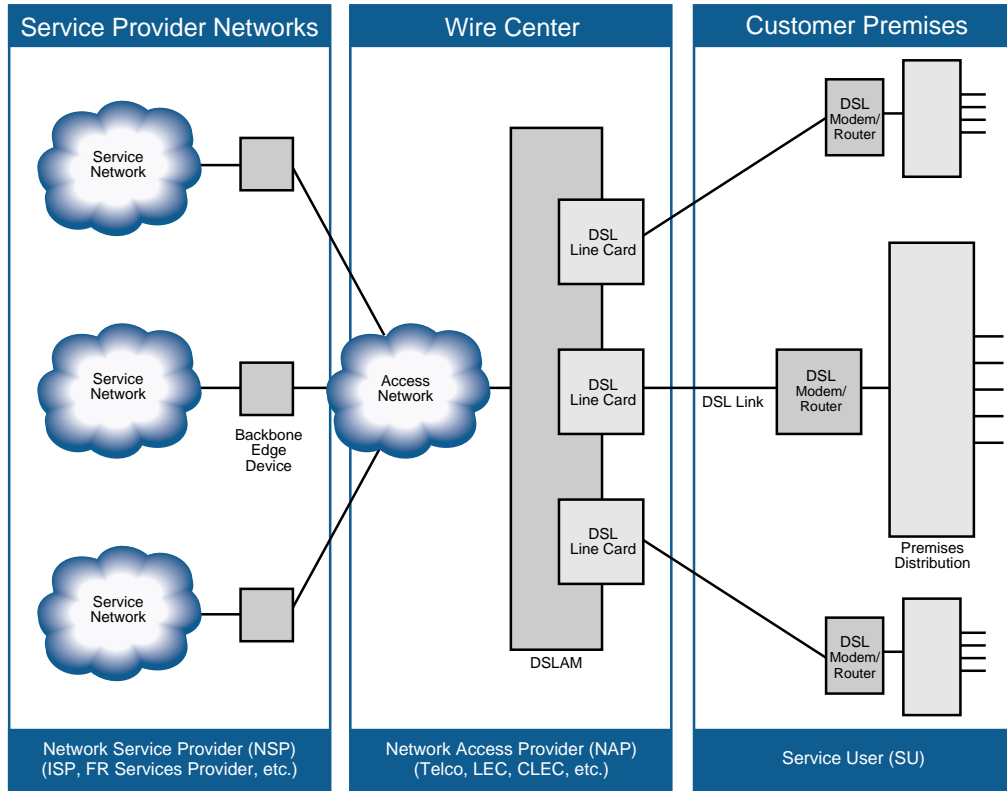 Service Provider Networks
Wire Center
Customer Premises
Service
Network
Service
Network
Backbone
Edge
Device
Service
Network
Access
Network
DSL
Line Card
DSL
Line Card
DSL
Line Card
DSLAM
DSL
Modem/
Router
DSL Link
DSL
Modem/
Router
Premises
Distribution
DSL
Modem/
Router
Network Service Provider (NSP)
(ISP, FR Services Provider, etc.)
Network Access Provider (NAP)
(Telco, LEC, CLEC, etc.)
Service User (SU)